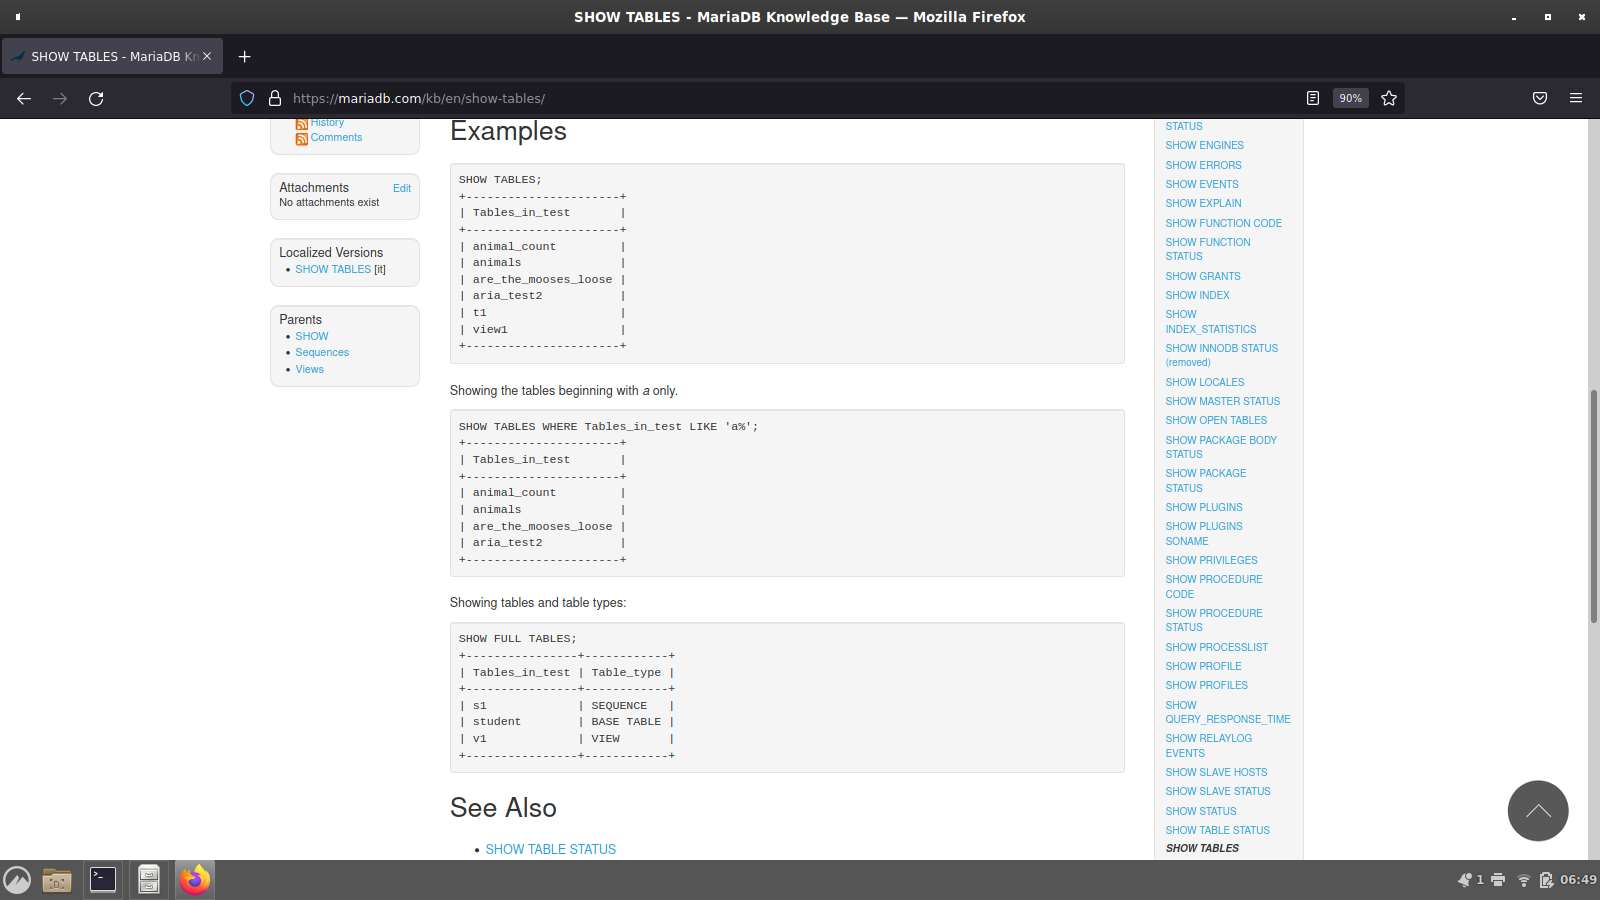 SHOW TABLES - MariaDB Knowledge Base — Mozilla Firefox
SHOW TABLES - MariaDB Kn
https://mariadb.com/kb/en/show-tables/
90%
History
Comments
Attachments Edit
No attachments exist
Localized Versions
• SHOW TABLES [it]
Parents
• SHOW
• Sequences
• Views
Examples
SHOW TABLES;
+----------------------+
| Tables_in_test       |
+----------------------+
| animal_count         |
| animals              |
| are_the_mooses_loose |
| aria_test2           |
| t1                   |
| view1                |
+----------------------+
Showing the tables beginning with a only.
SHOW TABLES WHERE Tables_in_test LIKE 'a%';
+----------------------+
| Tables_in_test       |
+----------------------+
| animal_count         |
| animals              |
| are_the_mooses_loose |
| aria_test2           |
+----------------------+
Showing tables and table types:
SHOW FULL TABLES;
+----------------+------------+
| Tables_in_test | Table_type |
+----------------+------------+
| s1             | SEQUENCE   |
| student        | BASE TABLE |
| v1             | VIEW       |
+----------------+------------+
See Also
• SHOW TABLE STATUS
STATUS
SHOW ENGINES
SHOW ERRORS
SHOW EVENTS
SHOW EXPLAIN
SHOW FUNCTION CODE
SHOW FUNCTION
STATUS
SHOW GRANTS
SHOW INDEX
SHOW
INDEX_STATISTICS
SHOW INNODB STATUS
(removed)
SHOW LOCALES
SHOW MASTER STATUS
SHOW OPEN TABLES
SHOW PACKAGE BODY
STATUS
SHOW PACKAGE
STATUS
SHOW PLUGINS
SHOW PLUGINS
SONAME
SHOW PRIVILEGES
SHOW PROCEDURE
CODE
SHOW PROCEDURE
STATUS
SHOW PROCESSLIST
SHOW PROFILE
SHOW PROFILES
SHOW
QUERY_RESPONSE_TIME
SHOW RELAYLOG
EVENTS
SHOW SLAVE HOSTS
SHOW SLAVE STATUS
SHOW STATUS
SHOW TABLE STATUS
SHOW TABLES
1
06:49